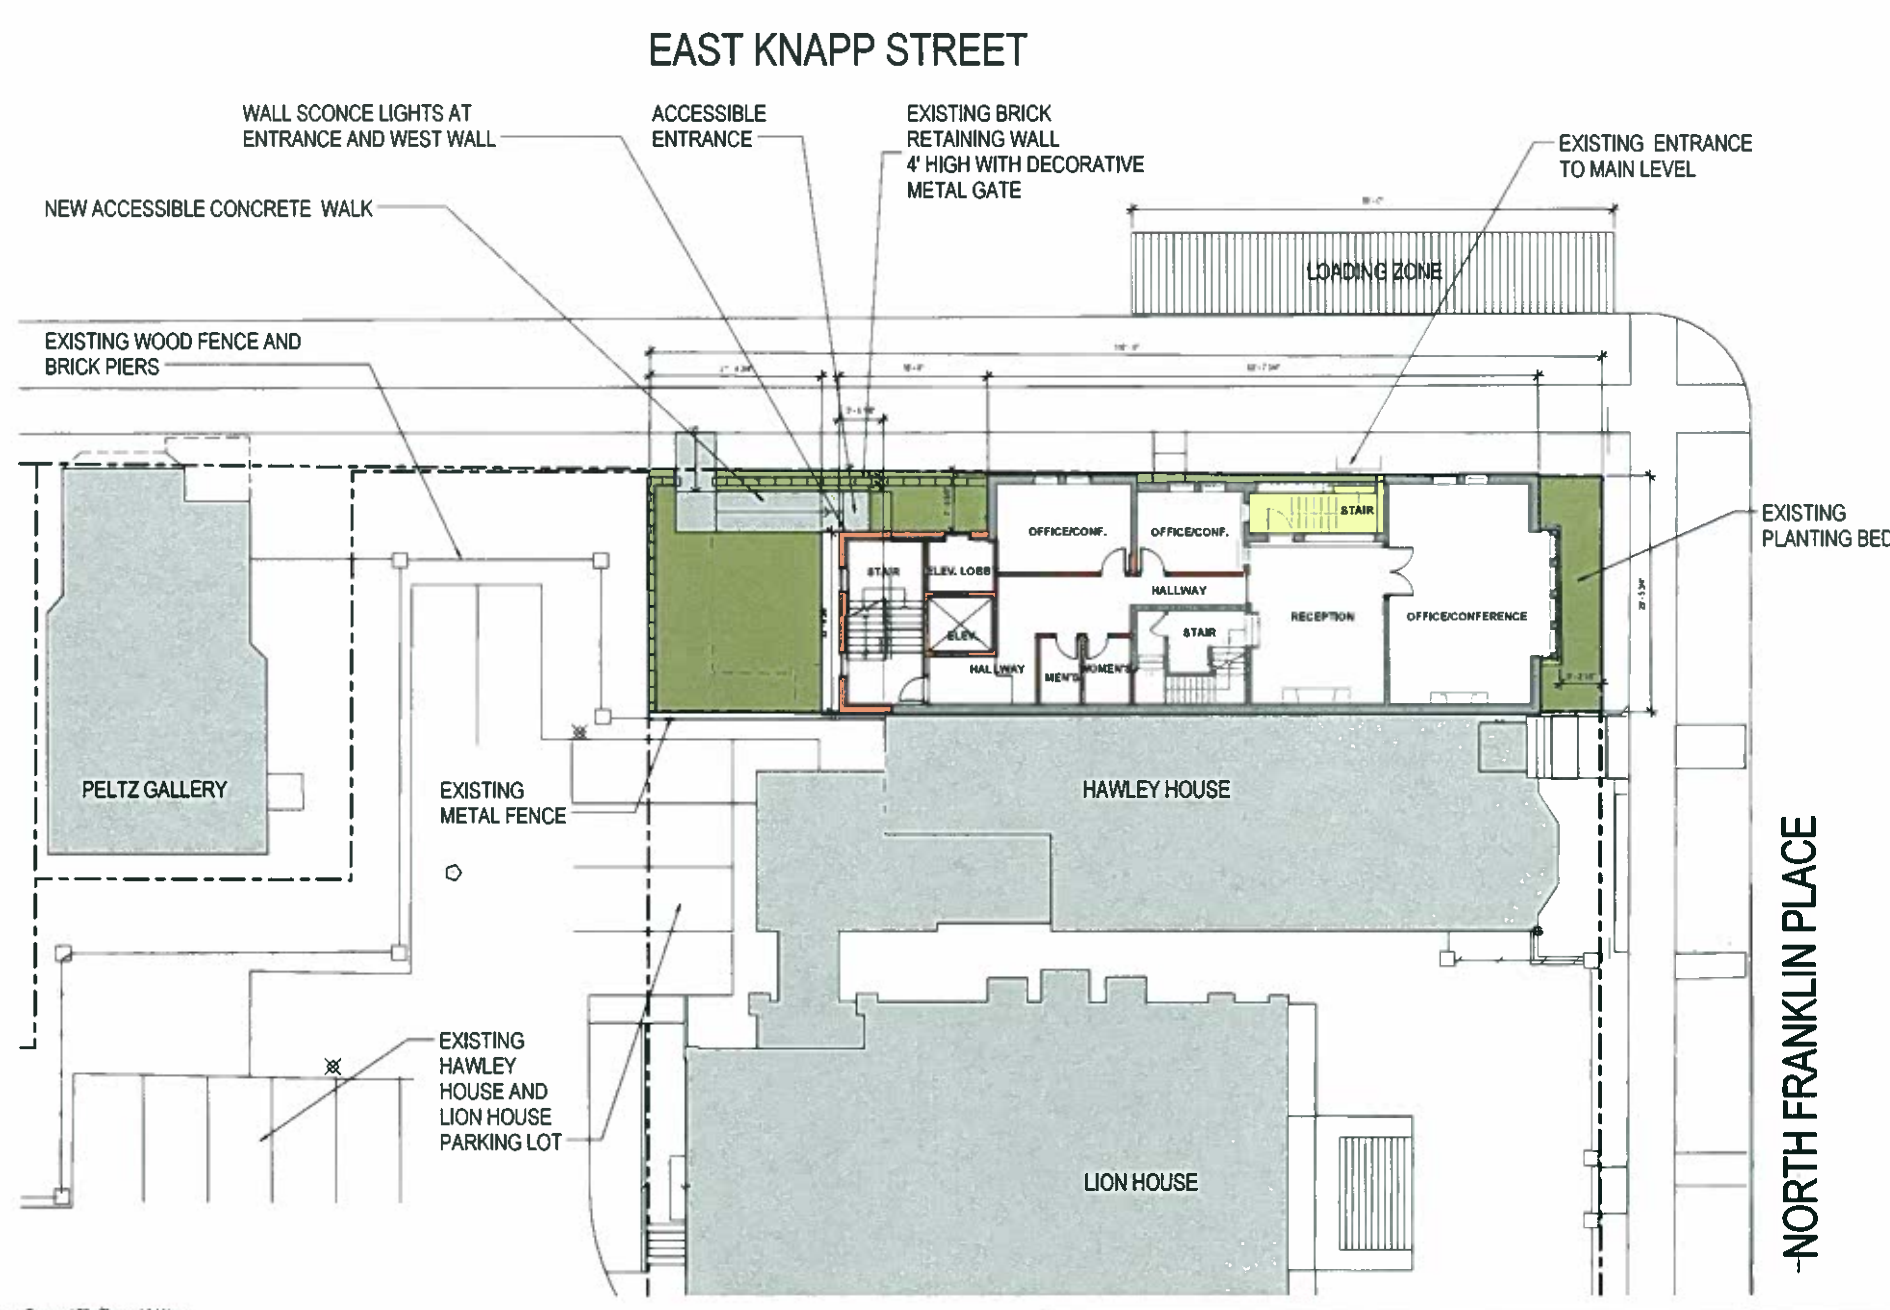 EAST KNAPP STREET
WALL SCONCE LIGHTS AT
ENTRANCE AND WEST WALL
ACCESSIBLE
ENTRANCE
EXISTING BRICK
RETAINING WALL
4' HIGH WITH DECORATIVE
METAL GATE
EXISTING ENTRANCE
TO MAIN LEVEL
NEW ACCESSIBLE CONCRETE WALK
LOADING ZONE
EXISTING WOOD FENCE AND
BRICK PIERS
EXISTING
PLANTING BED
STAIR
OFFICE/CONF.
OFFICE/CONF.
STAIR
ELEV. LOBB
HALLWAY
RECEPTION
OFFICE/CONFERENCE
STAIR
ELEV.
HALLWAY
MEN'S
WOMEN'S
PELTZ GALLERY
EXISTING
METAL FENCE
HAWLEY HOUSE
NORTH FRANKLIN PLACE
EXISTING
HAWLEY
HOUSE AND
LION HOUSE
PARKING LOT
LION HOUSE